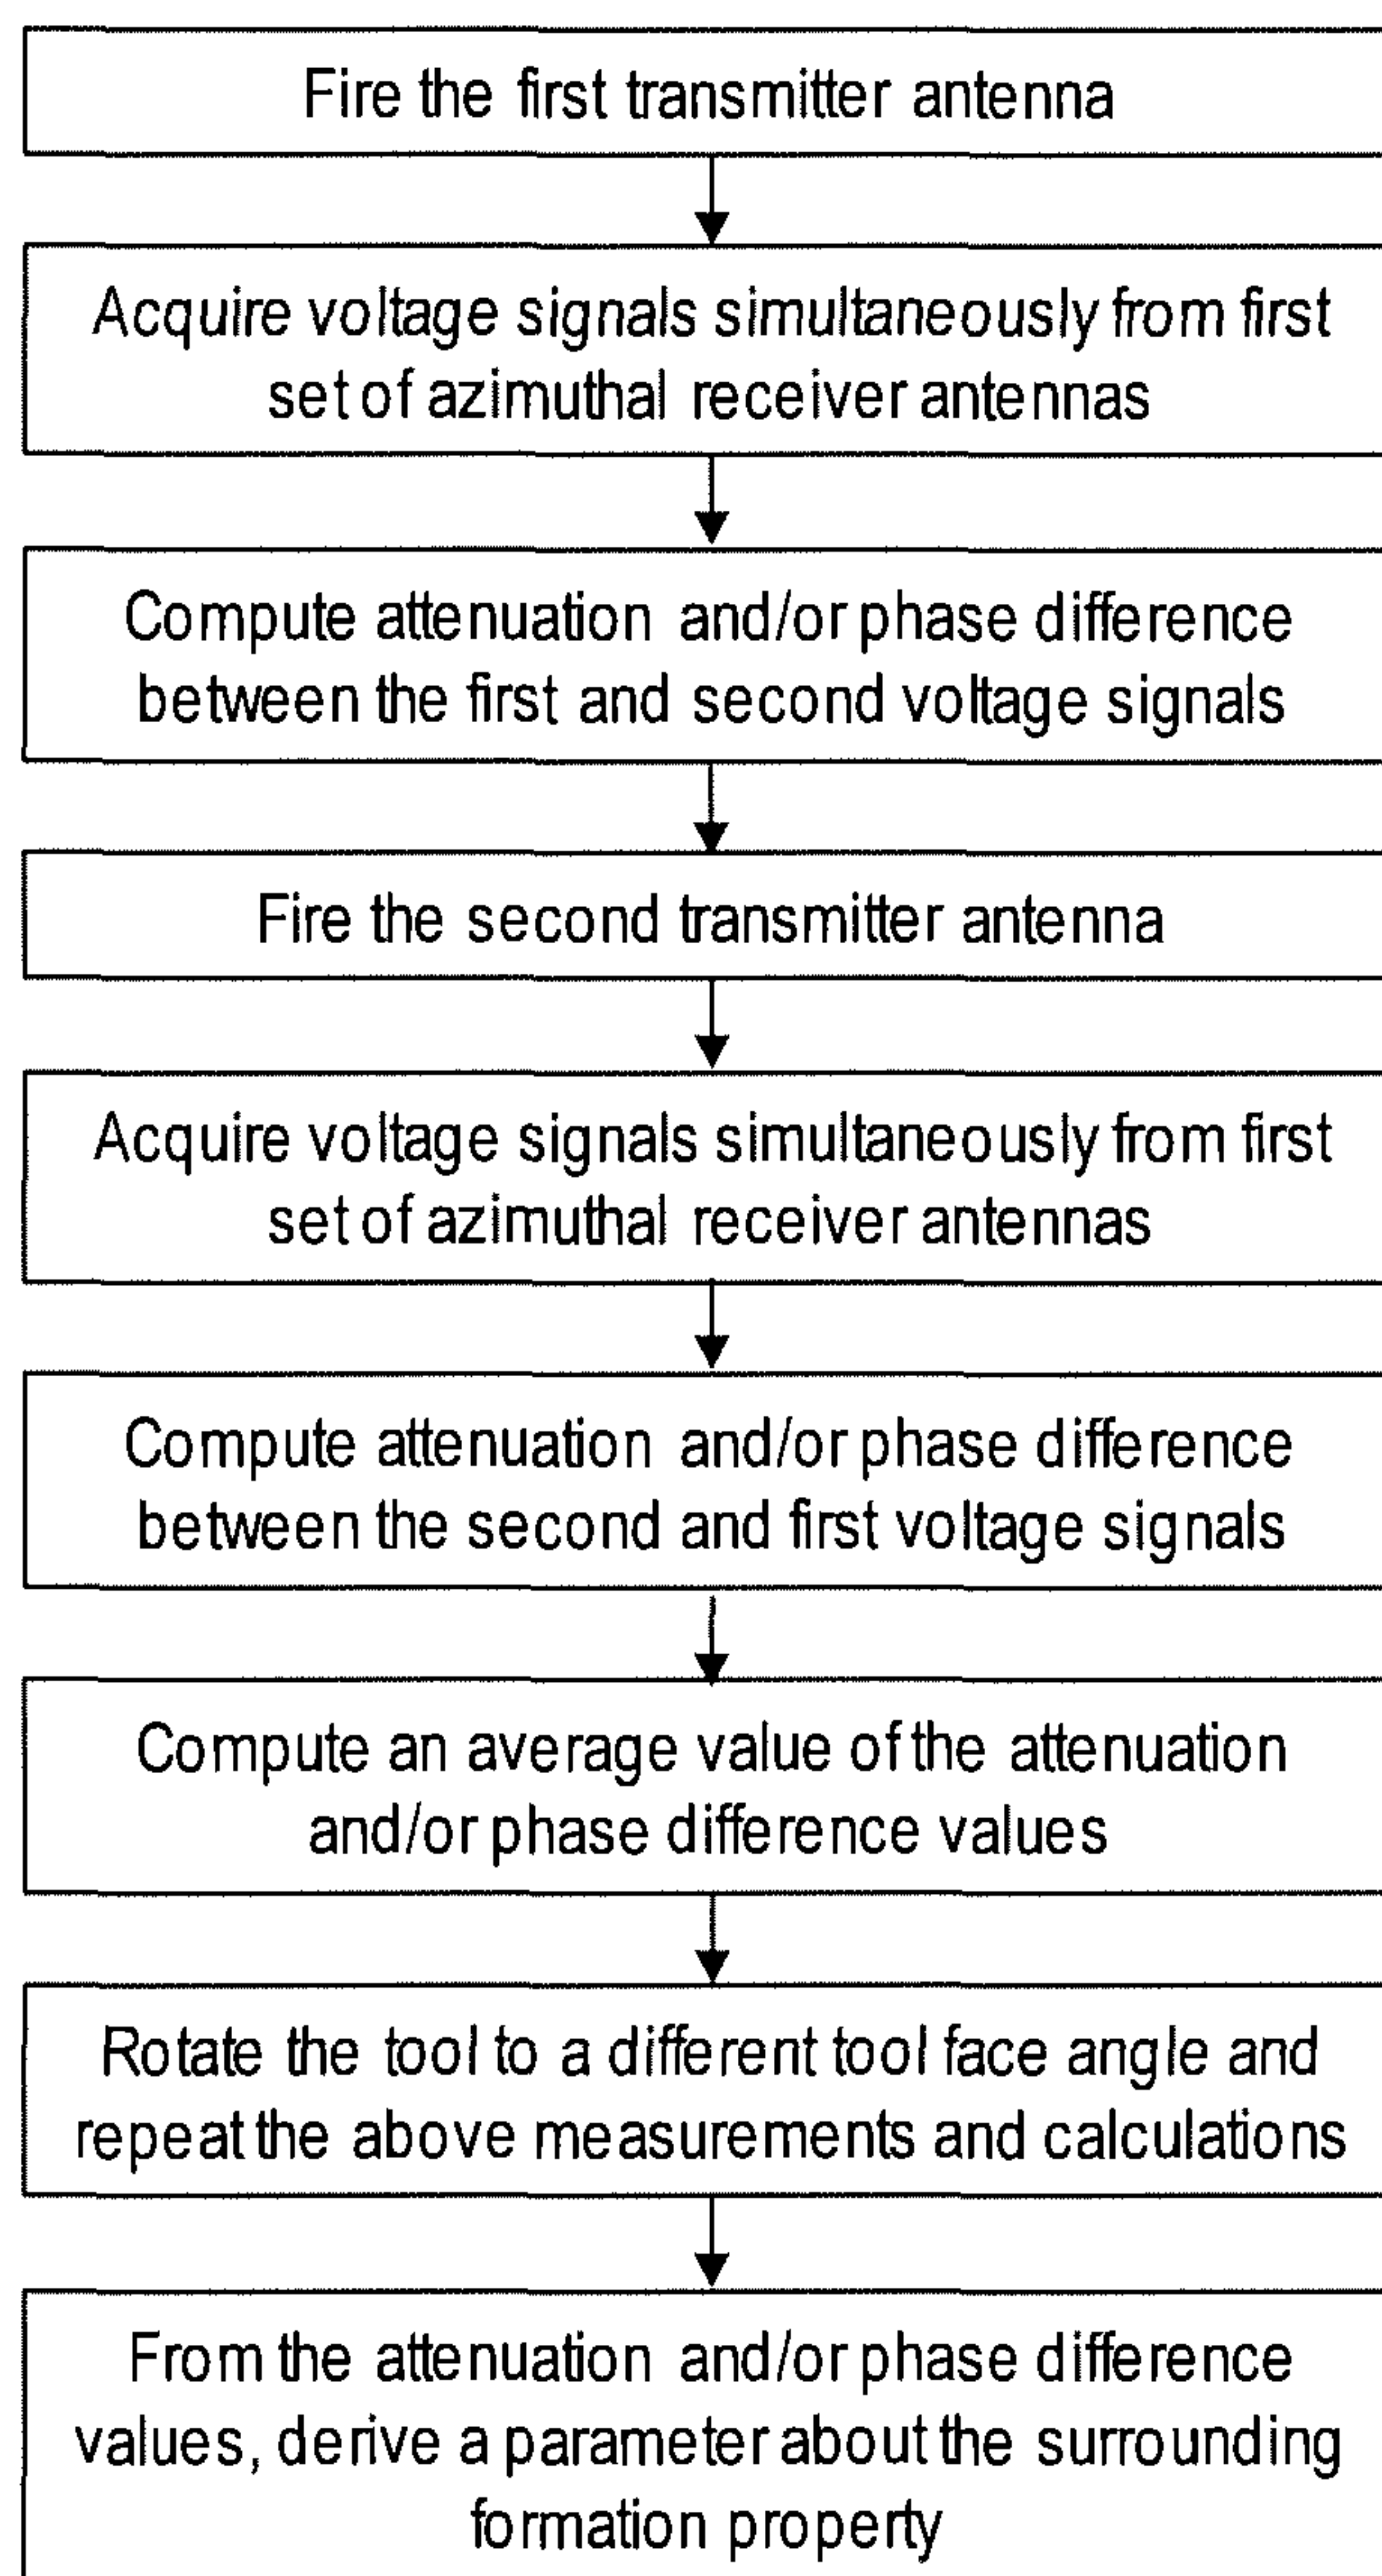 Fire the first transmitter antenna
Acquire voltage signals simultaneously from first
set of azimuthal receiver antennas
Compute attenuation and/or phase difference
between the first and second voltage signals
Fire the second transmitter antenna
Acquire voltage signals simultaneously from first
set of azimuthal receiver antennas
Compute attenuation and/or phase difference
between the second and first voltage signals
Compute an average value of the attenuation
and/or phase difference values
Rotate the tool to a different tool face angle and
repeat the above measurements and calculations
From the attenuation and/or phase difference
values, derive a parameter about the surrounding
formation property